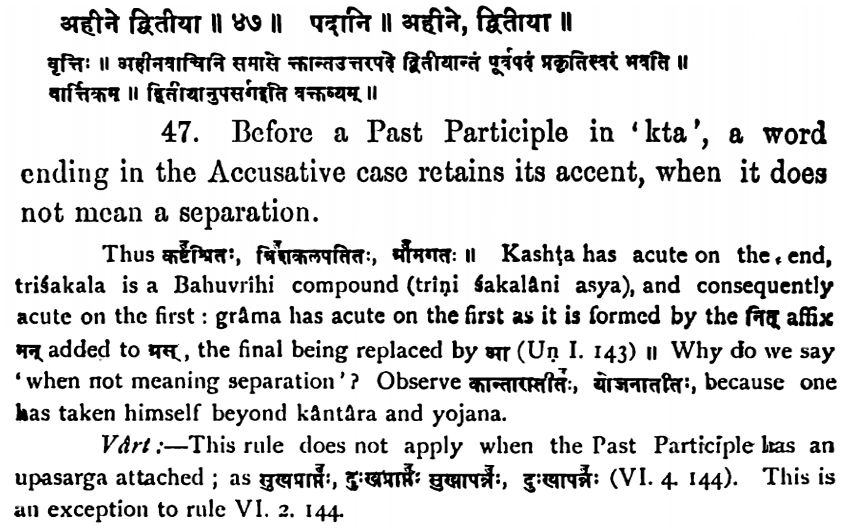 अहीने द्वितीया ॥ ४७ ॥ पदानि ॥ अहीने, द्वितीया ॥
वृत्तिः ॥ अहीनवाचिनि समासे क्तान्तउत्तरपदे द्वितीयान्तं पूर्वपदं प्रकृतिस्वरं भवति ॥
वार्त्तिकम् ॥ द्वितीयानुपसर्गइति वक्तव्यम् ॥
47. Before a Past Participle in ‘kta’, a word
ending in the Accusative case retains its accent, when it does
not mean a separation.
Thus कष्टँश्रितः, त्रिँशकलपतितः, ग्राँमगतः ॥ Kashṭa has acute on the end,
triśakala is a Bahuvrîhi compound (trîṇi śakalâni asya), and consequently
acute on the first : grâma has acute on the first as it is formed by the नित् affix
मन् added to ग्रस्, the final being replaced by आ (Uṇ I. 143) ॥ Why do we say
‘when not meaning separation’? Observe कान्तारातीतँः, योजनातीतँः, because one
has taken himself beyond kântâra and yojana.
Vârt :—This rule does not apply when the Past Participle has an
upasarga attached ; as सुखप्राप्तँः, दुःखप्राप्तँः सुखापन्नँः, दुःखापन्नँः (VI. 4. 144). This is
an exception to rule VI. 2. 144.